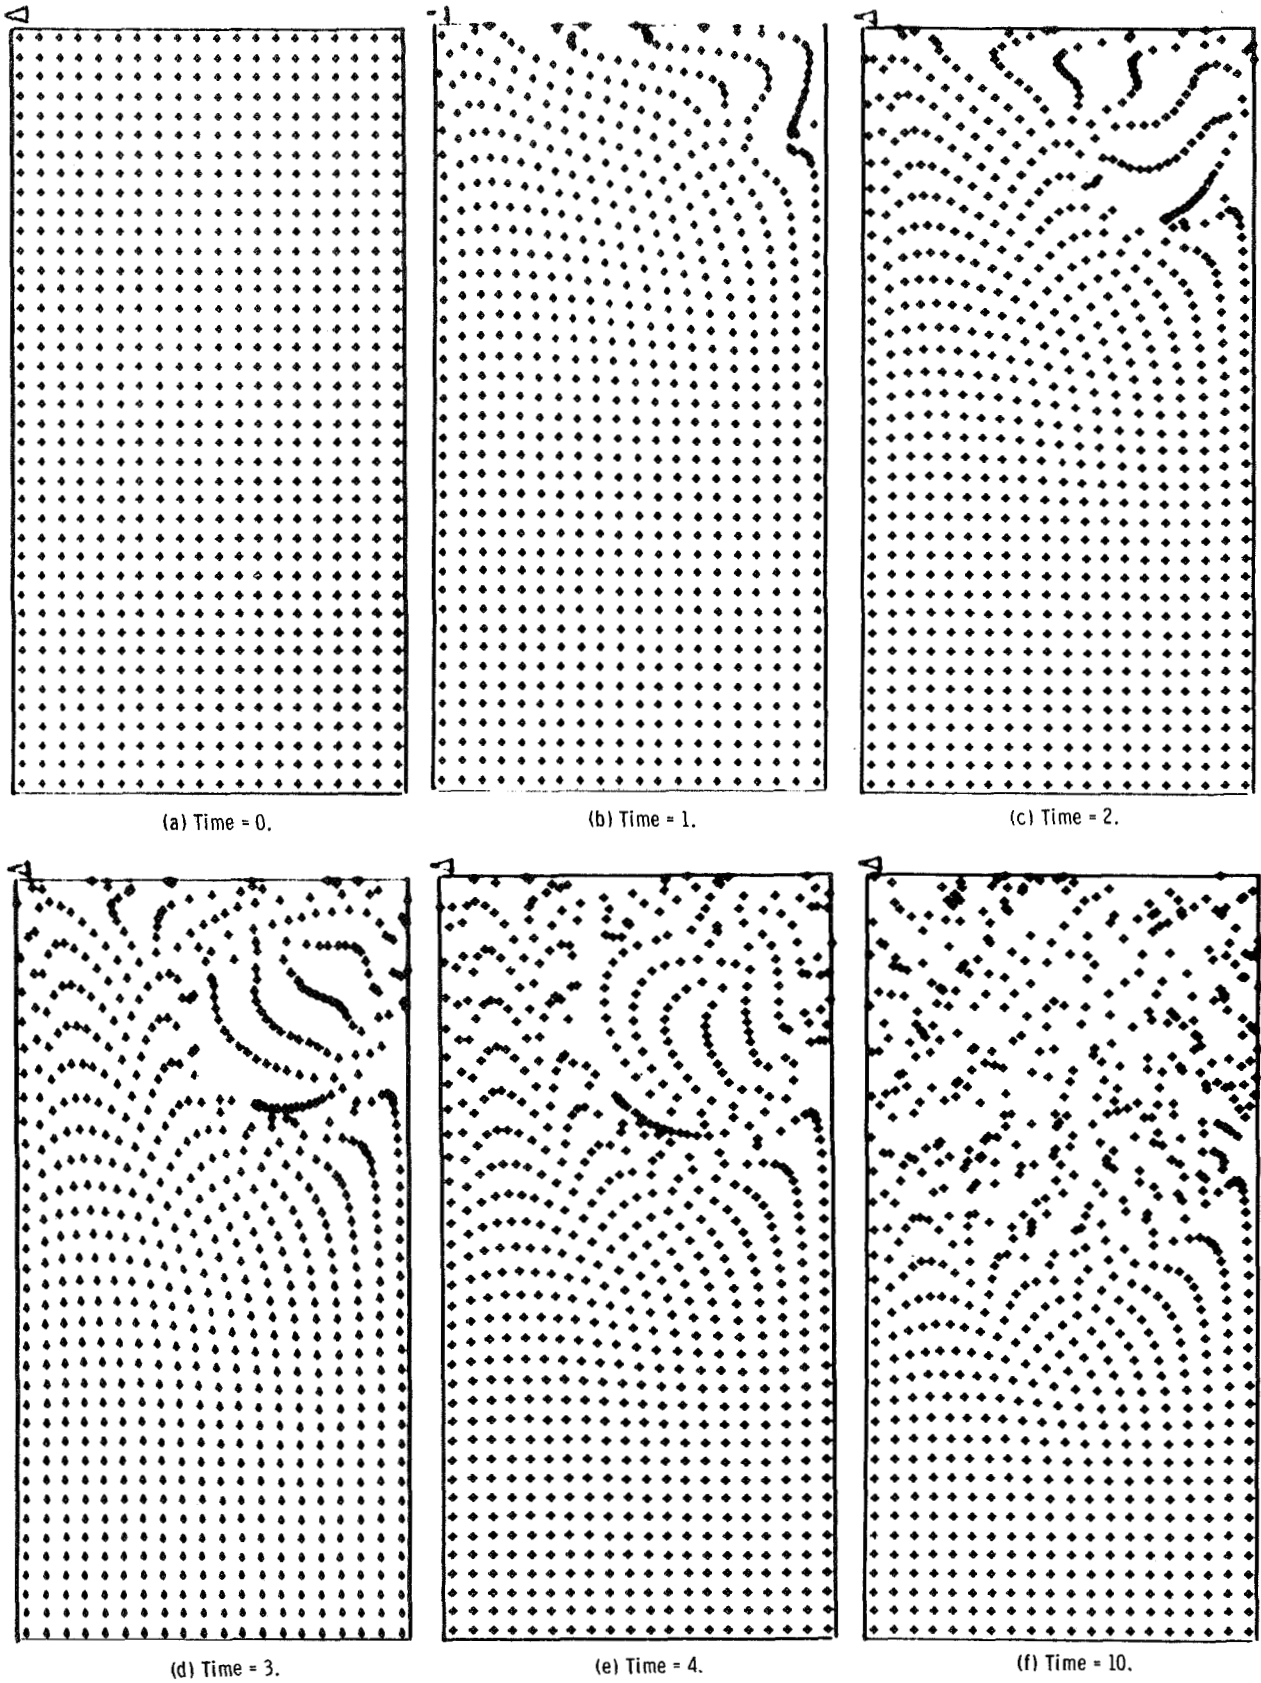 (a) Time = 0.
(b) Time = 1.
(c) Time = 2.
(d) Time = 3.
(e) Time = 4.
(f) Time = 10.